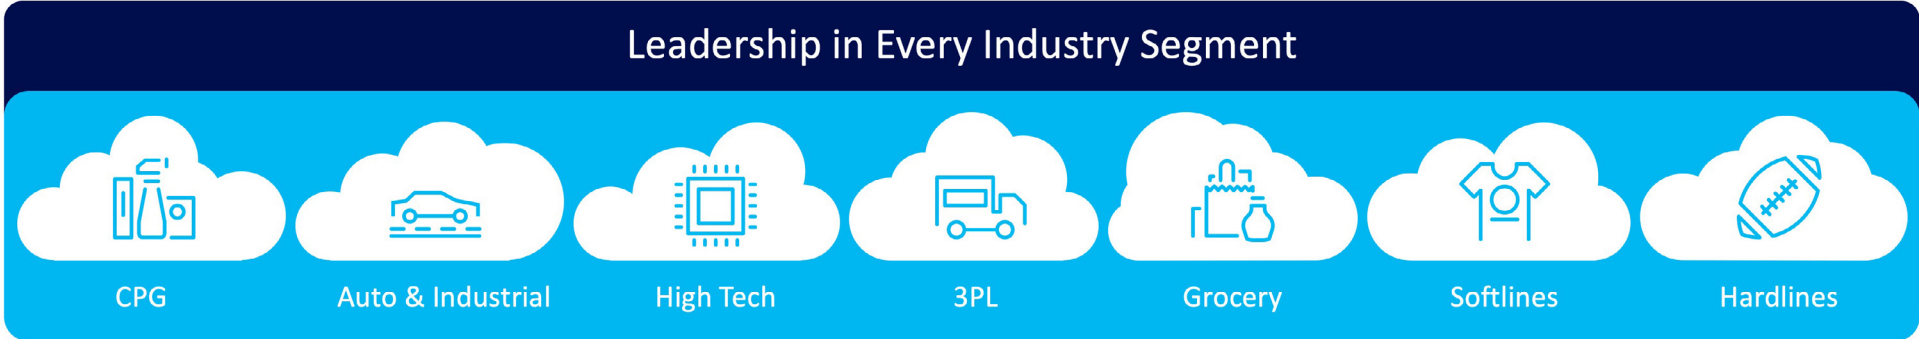 Leadership in Every Industry Segment
CPG
Auto & Industrial
High Tech
3PL
Grocery
Softlines
Hardlines